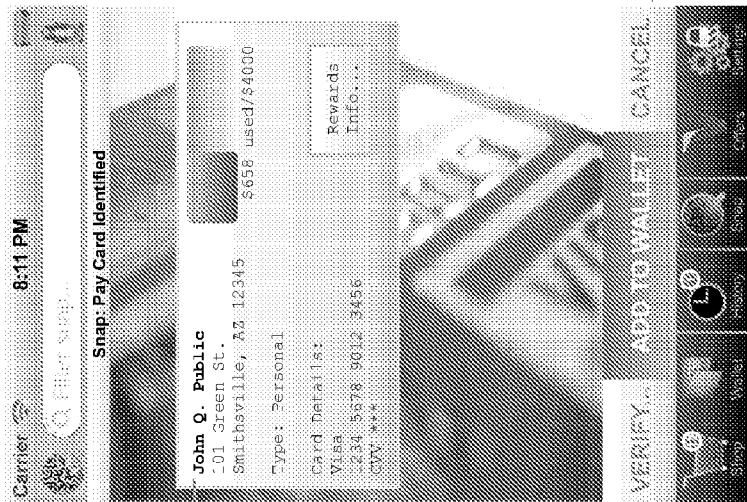 Carrier 8:11 PM
Snap: Pay Card Identified
John Q. Public
101 Green St.
Smithsville, AZ 12345
$658 used/$4000
Type: Personal
Card Details:
Visa
1234 5678 9012 3456
CVV ***
Rewards
Info...
VERIFY... ADD TO WALLET CANCEL
Shop Wallet History Snap Offers Settings